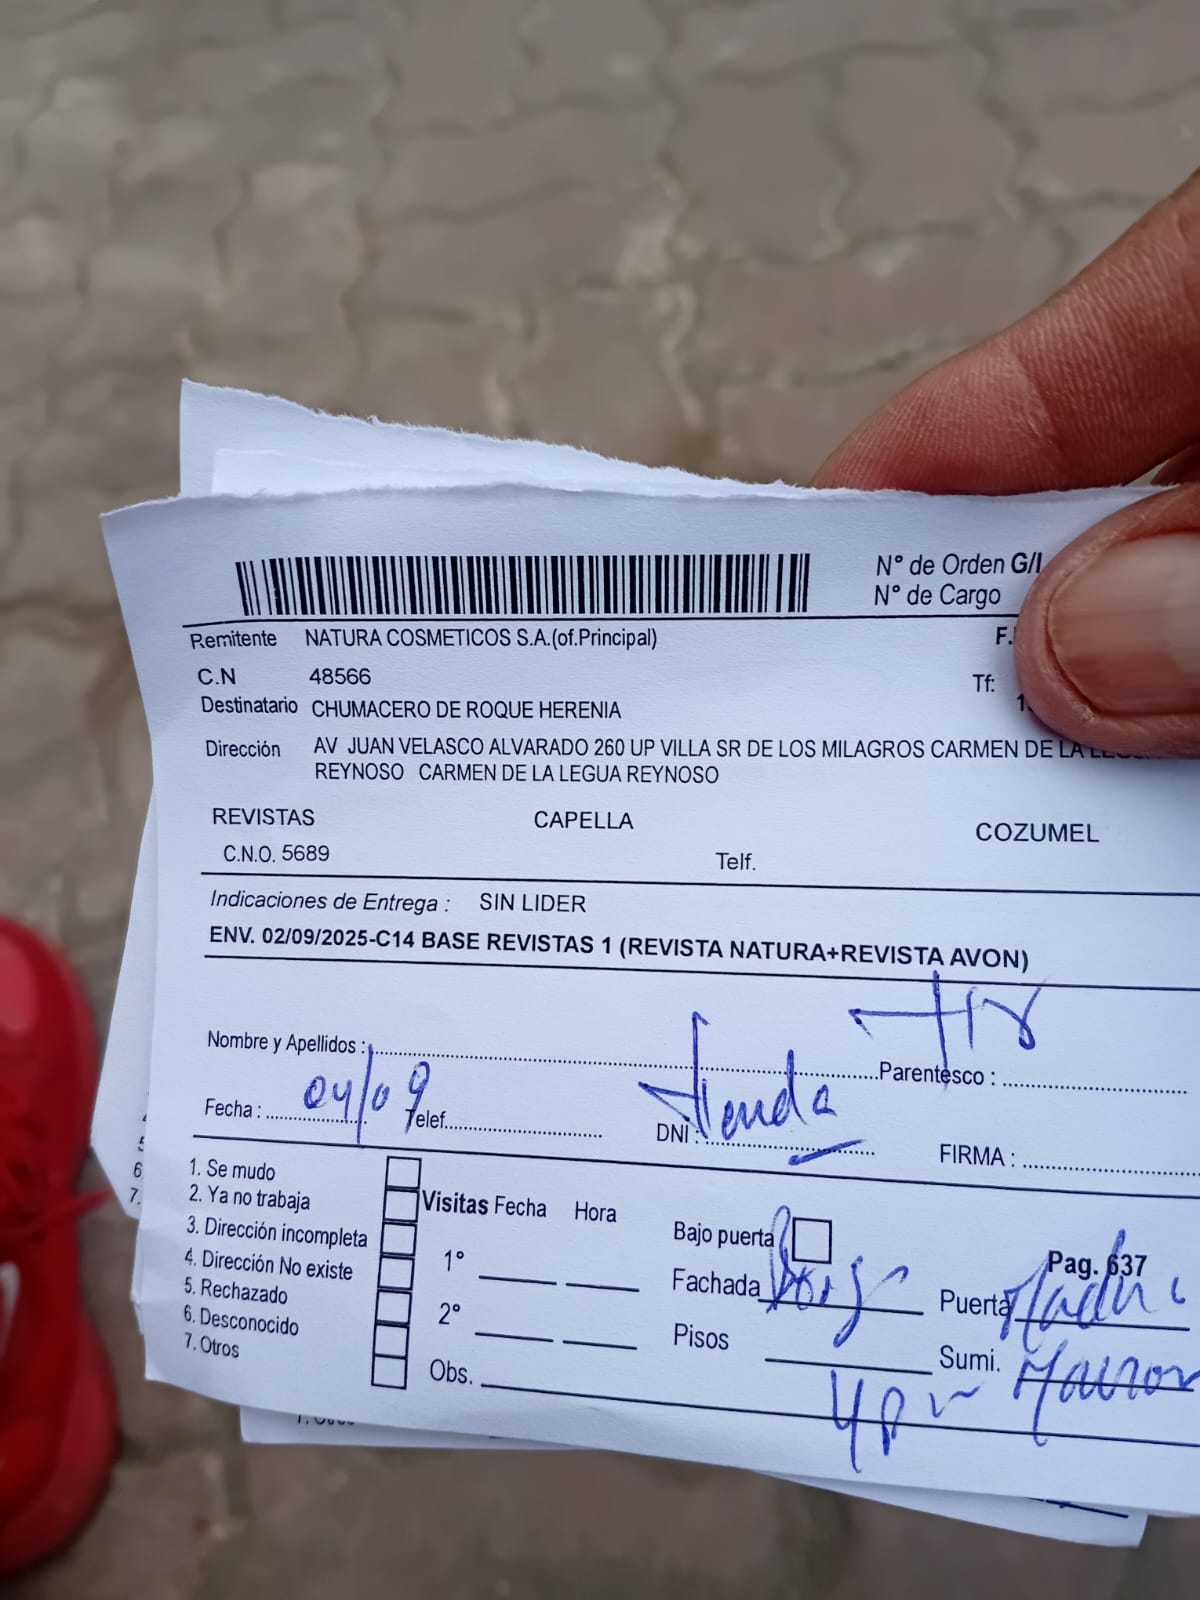 N° de Orden G/I
N° de Cargo
Remitente NATURA COSMETICOS S.A.(of.Principal) F.
C.N 48566 Tf:
Destinatario CHUMACERO DE ROQUE HERENIA
Dirección AV JUAN VELASCO ALVARADO 260 UP VILLA SR DE LOS MILAGROS CARMEN DE LA
REYNOSO CARMEN DE LA LEGUA REYNOSO
REVISTAS CAPELLA COZUMEL
C.N.O. 5689 Telf.
Indicaciones de Entrega : SIN LIDER
ENV. 02/09/2025-C14 BASE REVISTAS 1 (REVISTA NATURA+REVISTA AVON)
Nombre y Apellidos : Parentesco :
Fecha : 04/09 Telef. DNI : Tienda FIRMA :
1. Se mudo
2. Ya no trabaja Visitas Fecha Hora Bajo puerta
3. Dirección incompleta 1° Fachada Pag. 637
4. Dirección No existe Puerta
5. Rechazado 2° Pisos Sumi.
6. Desconocido
7. Otros Obs.